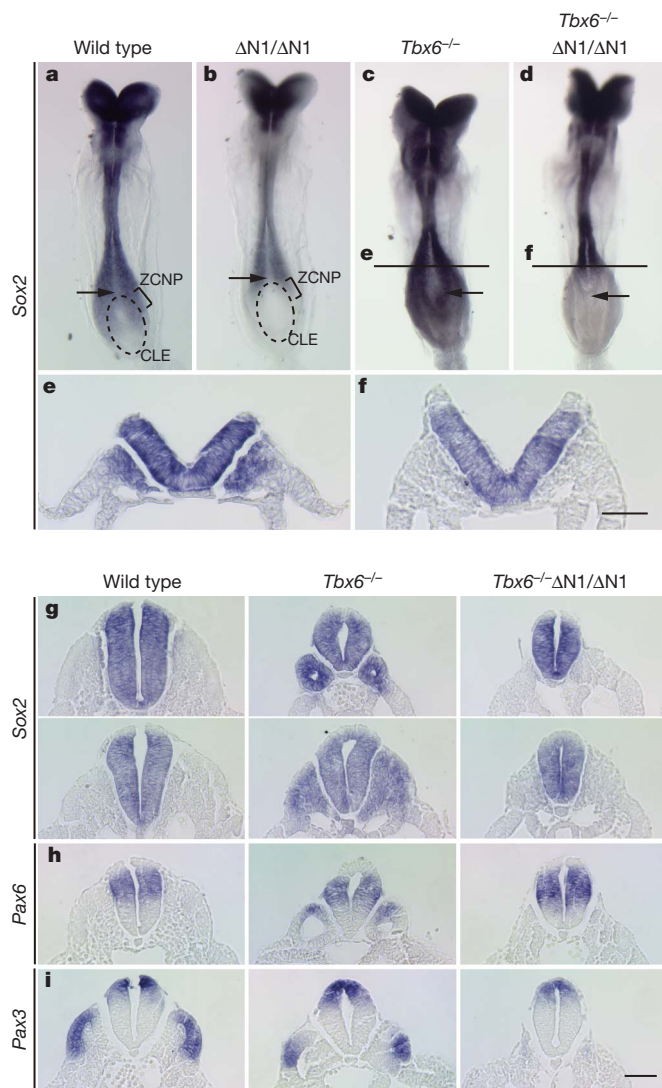 Tbx6−/−
Wild type ΔN1/ΔN1 Tbx6−/− ΔN1/ΔN1
a b c d
Sox2
e f
ZCNP ZCNP
CLE CLE
e f
Wild type Tbx6−/− Tbx6−/−ΔN1/ΔN1
g
Sox2
h
Pax6
i
Pax3